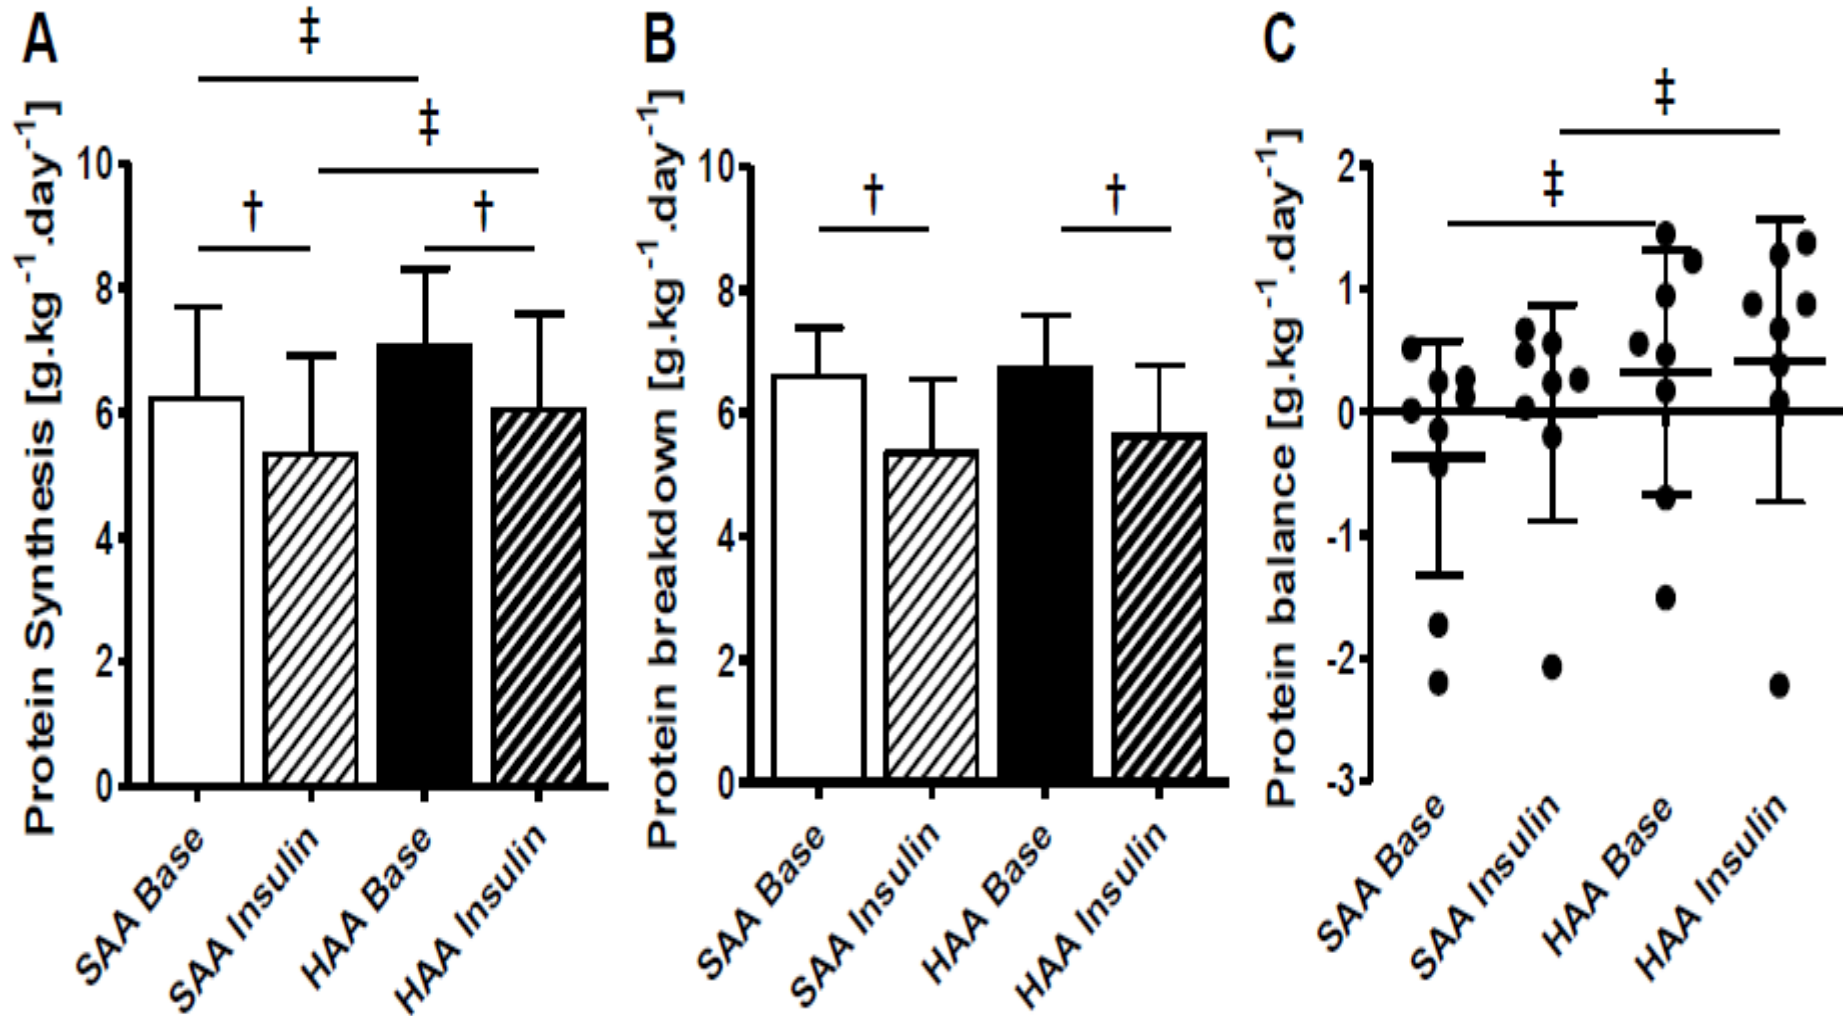 A
‡
‡
†
†
Protein Synthesis [g.kg⁻¹.day⁻¹]
10
8
6
4
2
0
SAA Base
SAA Insulin
HAA Base
HAA Insulin
B
†
†
Protein breakdown [g.kg⁻¹.day⁻¹]
10
8
6
4
2
0
SAA Base
SAA Insulin
HAA Base
HAA Insulin
C
‡
‡
Protein balance [g.kg⁻¹.day⁻¹]
2
1
0
-1
-2
-3
SAA Base
SAA Insulin
HAA Base
HAA Insulin